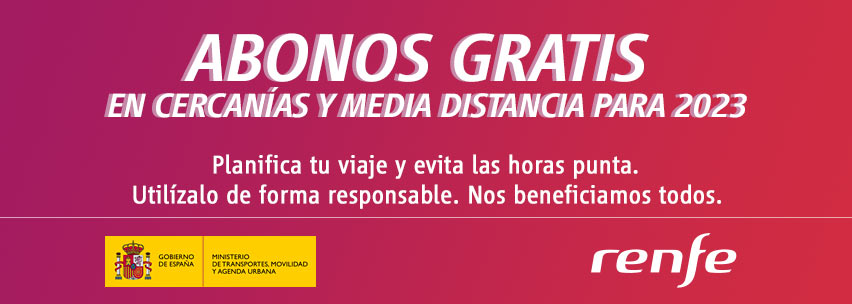 ABONOS GRATIS
EN CERCANÍAS Y MEDIA DISTANCIA PARA 2023
Planifica tu viaje y evita las horas punta.
Utilízalo de forma responsable. Nos beneficiamos todos.
GOBIERNO
DE ESPAÑA
MINISTERIO
DE TRANSPORTES, MOVILIDAD
Y AGENDA URBANA
renfe